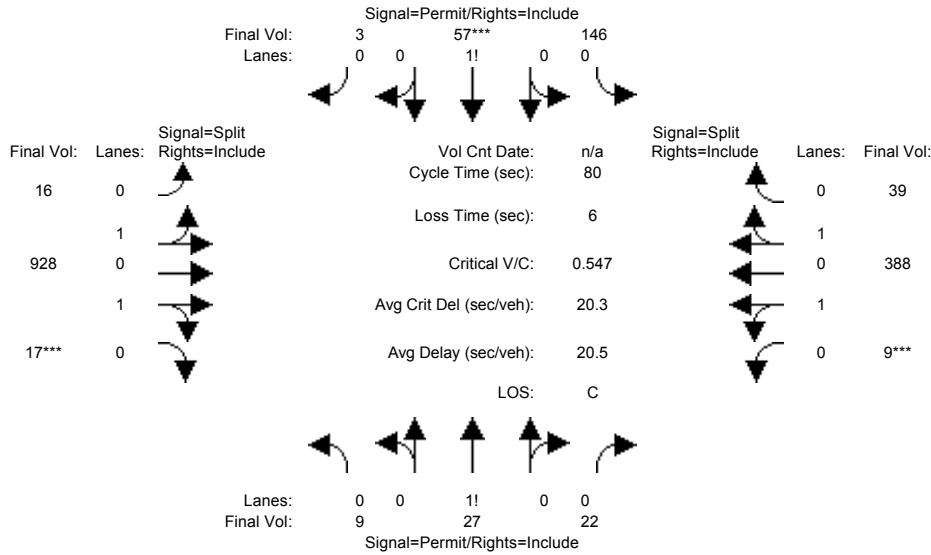 Signal=Permit/Rights=Include
Final Vol: 3 57*** 146
Lanes: 0 0 1! 0 0
Signal=Split Signal=Split
Final Vol: Lanes: Rights=Include Vol Cnt Date: n/a Rights=Include Lanes: Final Vol:
Cycle Time (sec): 80
16 0 0 39
Loss Time (sec): 6
1 1
928 0 Critical V/C: 0.547 0 388
1 Avg Crit Del (sec/veh): 20.3 1
17*** 0 Avg Delay (sec/veh): 20.5 0 9***
LOS: C
Lanes: 0 0 1! 0 0
Final Vol: 9 27 22
Signal=Permit/Rights=Include